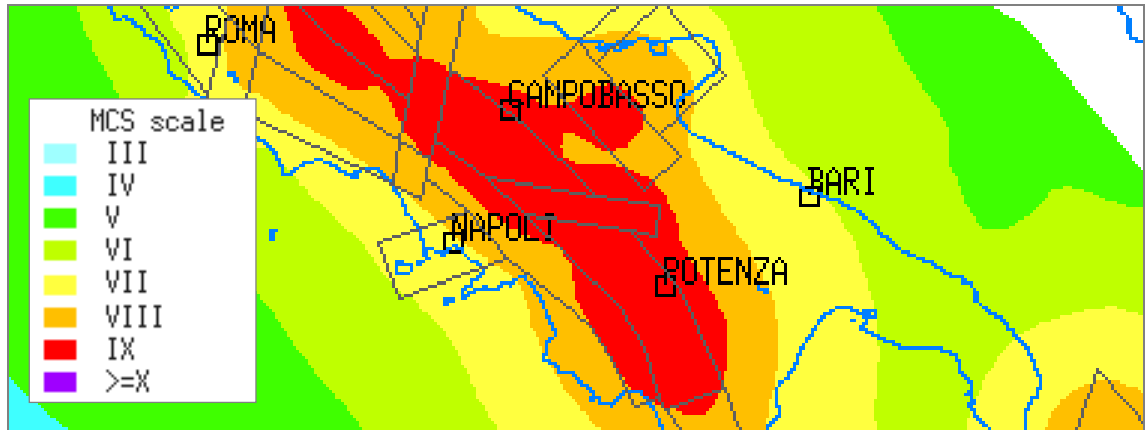 ROMA
CAMPOBASSO
MCS scale
III
IV
V
VI
VII
VIII
IX
>=X
BARI
NAPOLI
POTENZA